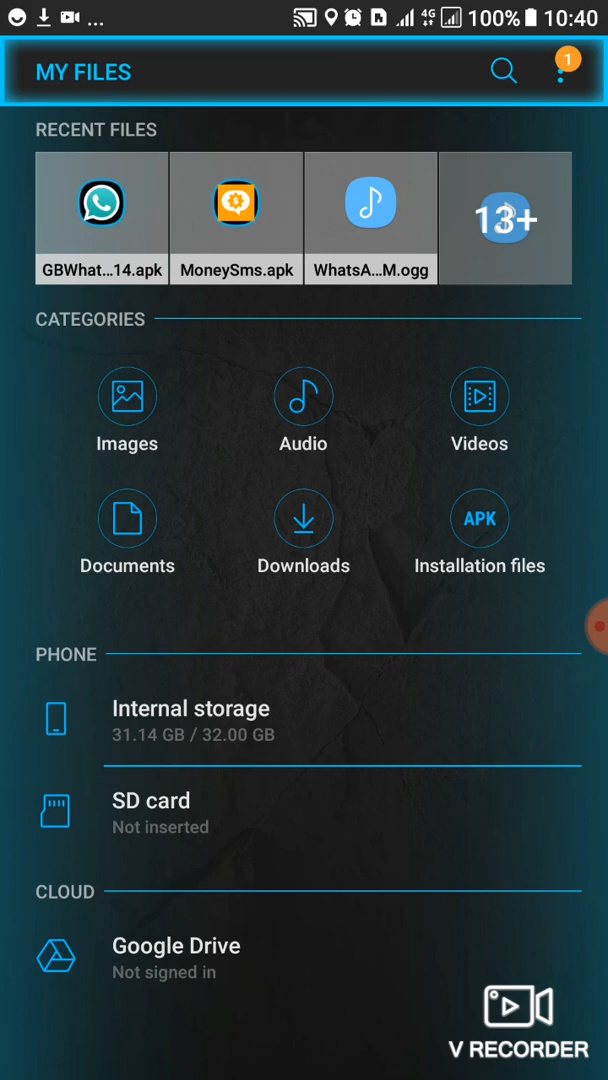 ... 4G 100% 10:40
MY FILES
1
RECENT FILES
13+
GBWhat...14.apk MoneySms.apk WhatsA...M.ogg
CATEGORIES
Images Audio Videos
APK
Documents Downloads Installation files
PHONE
Internal storage
31.14 GB / 32.00 GB
SD card
Not inserted
CLOUD
Google Drive
Not signed in
V RECORDER